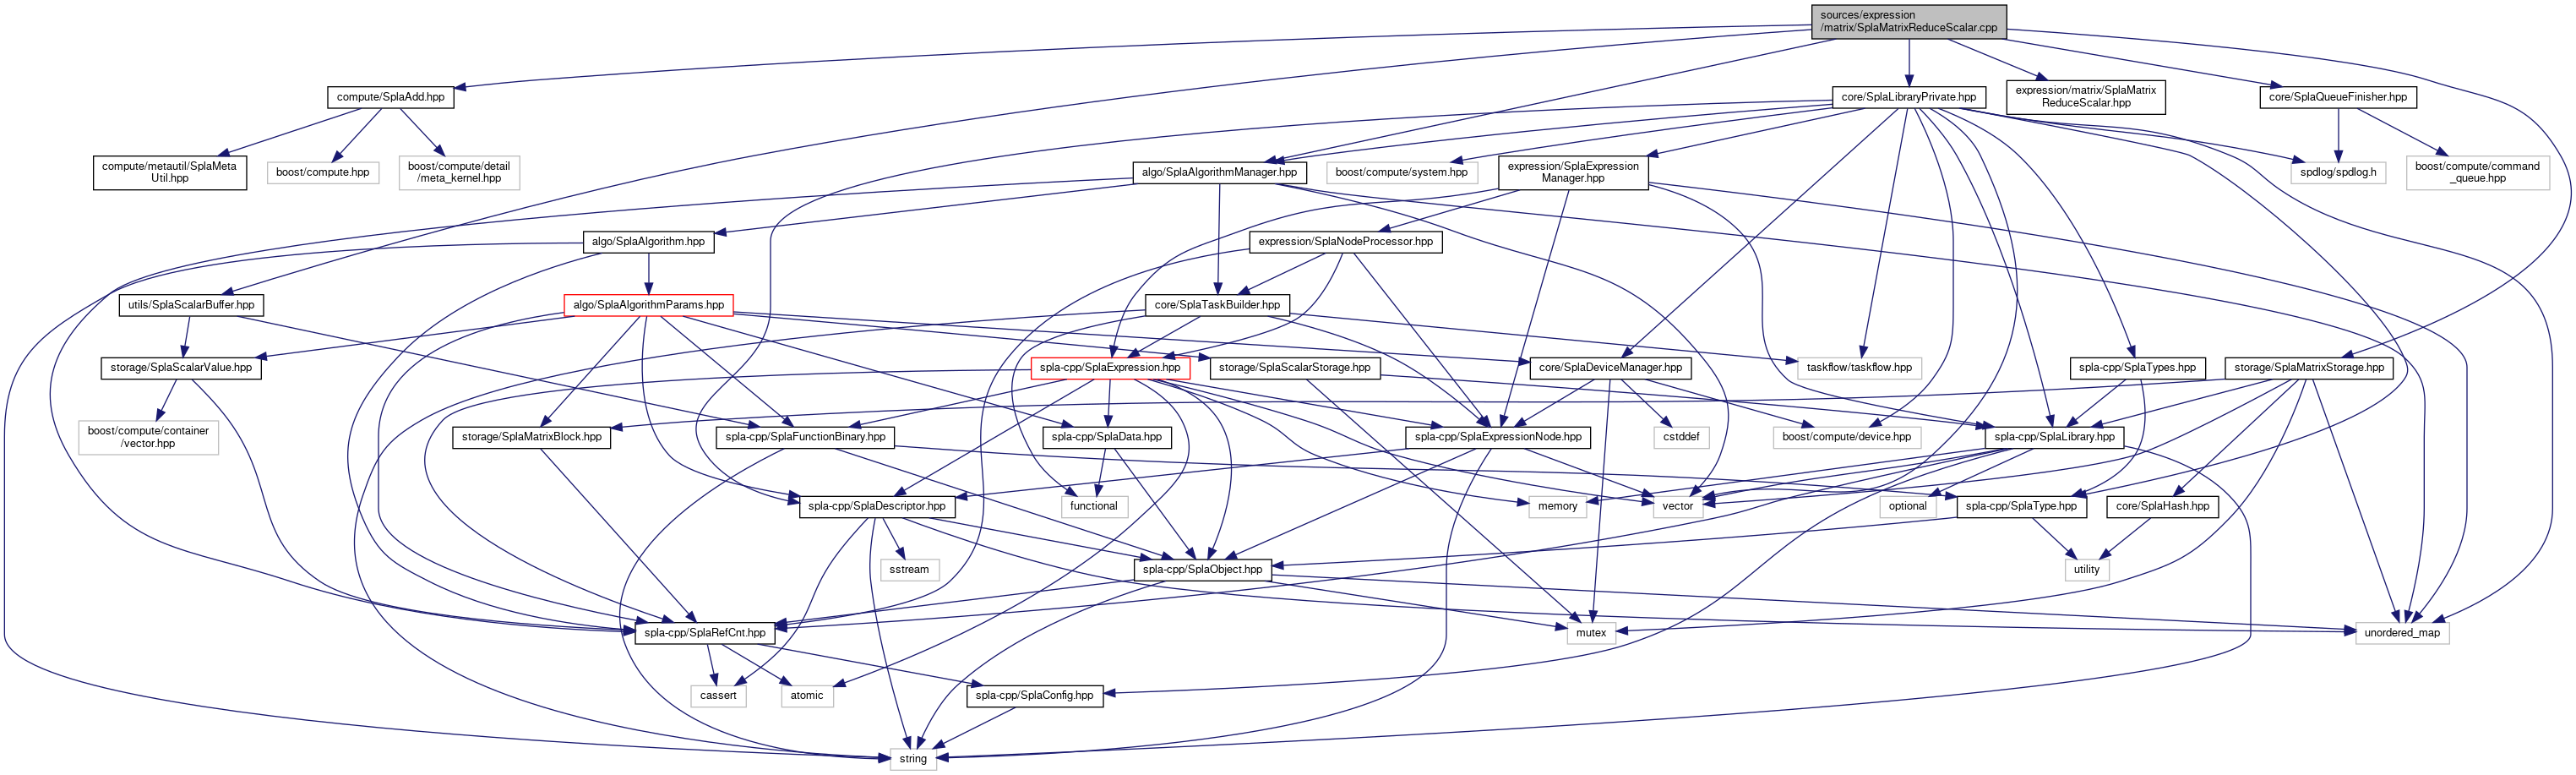 sources/expression
/matrix/SplaMatrixReduceScalar.cpp
compute/SplaAdd.hpp
core/SplaLibraryPrivate.hpp
expression/matrix/SplaMatrix
ReduceScalar.hpp
core/SplaQueueFinisher.hpp
compute/metautil/SplaMeta
Util.hpp
boost/compute.hpp
boost/compute/detail
/meta_kernel.hpp
algo/SplaAlgorithmManager.hpp
boost/compute/system.hpp
expression/SplaExpression
Manager.hpp
spdlog/spdlog.h
boost/compute/command
_queue.hpp
algo/SplaAlgorithm.hpp
expression/SplaNodeProcessor.hpp
utils/SplaScalarBuffer.hpp
algo/SplaAlgorithmParams.hpp
core/SplaTaskBuilder.hpp
storage/SplaScalarValue.hpp
spla-cpp/SplaExpression.hpp
storage/SplaScalarStorage.hpp
core/SplaDeviceManager.hpp
taskflow/taskflow.hpp
spla-cpp/SplaTypes.hpp
storage/SplaMatrixStorage.hpp
boost/compute/container
/vector.hpp
storage/SplaMatrixBlock.hpp
spla-cpp/SplaFunctionBinary.hpp
spla-cpp/SplaData.hpp
spla-cpp/SplaExpressionNode.hpp
cstddef
boost/compute/device.hpp
spla-cpp/SplaLibrary.hpp
spla-cpp/SplaDescriptor.hpp
functional
memory
vector
optional
spla-cpp/SplaType.hpp
core/SplaHash.hpp
sstream
spla-cpp/SplaObject.hpp
utility
spla-cpp/SplaRefCnt.hpp
mutex
unordered_map
cassert
atomic
spla-cpp/SplaConfig.hpp
string